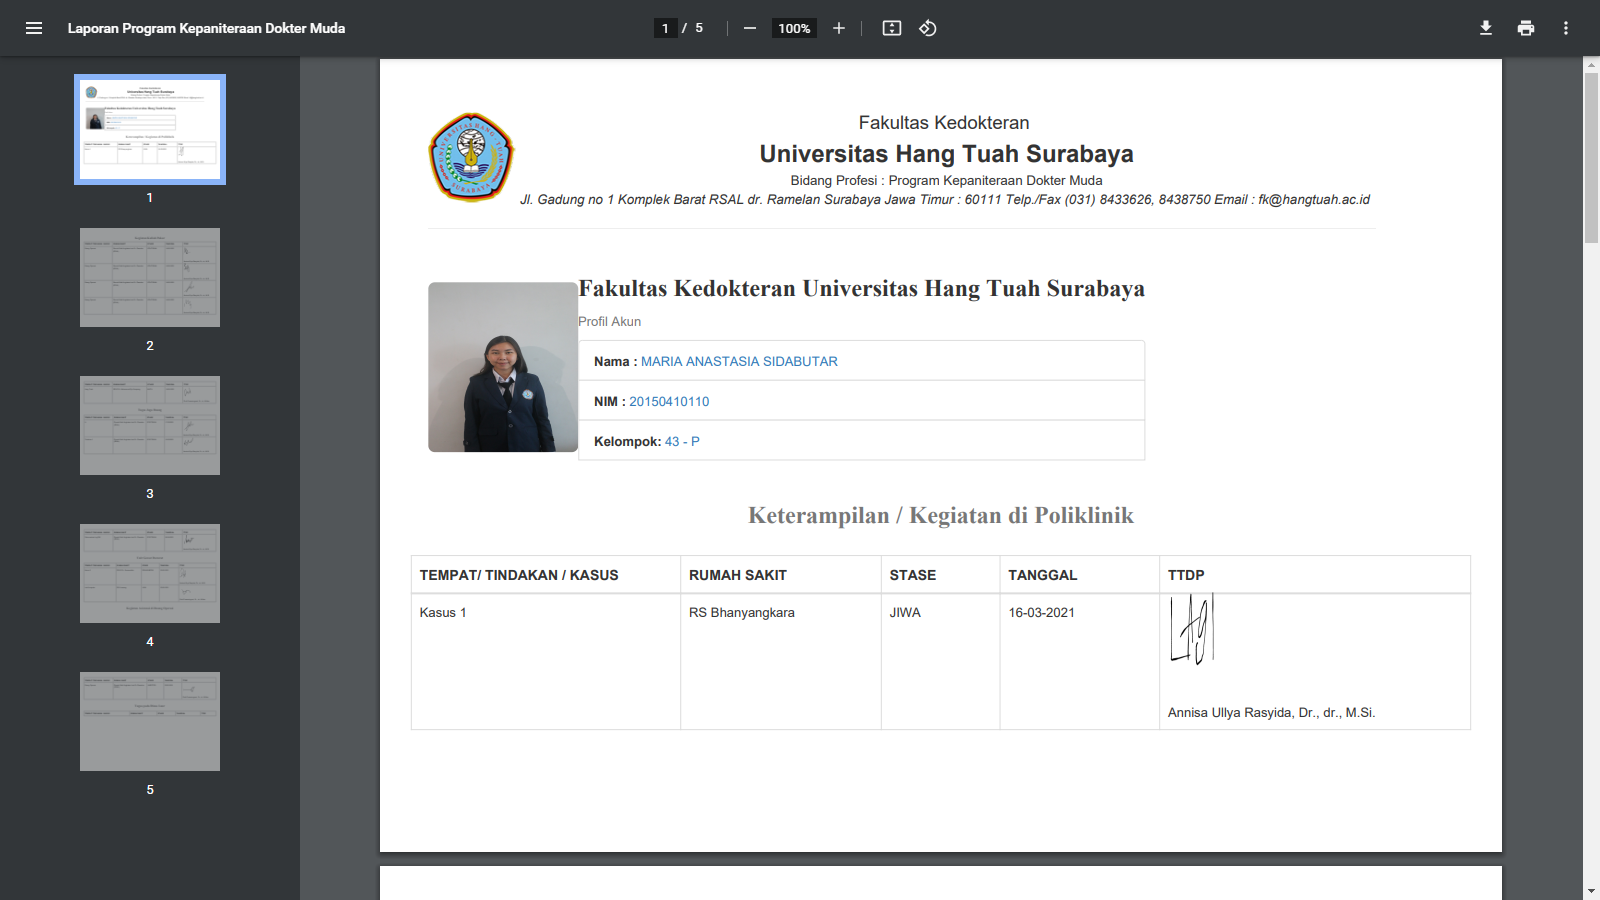 Laporan Program Kepaniteraan Dokter Muda
1 / 5
100%
1
2
3
4
5
UNIVERSITAS HANG TUAH
SURABAYA
Fakultas Kedokteran
Universitas Hang Tuah Surabaya
Bidang Profesi : Program Kepaniteraan Dokter Muda
Jl. Gadung no 1 Komplek Barat RSAL dr. Ramelan Surabaya Jawa Timur : 60111 Telp./Fax (031) 8433626, 8438750 Email : fk@hangtuah.ac.id
Fakultas Kedokteran Universitas Hang Tuah Surabaya
Profil Akun
Nama : MARIA ANASTASIA SIDABUTAR
NIM : 20150410110
Kelompok: 43 - P
Keterampilan / Kegiatan di Poliklinik
TEMPAT/ TINDAKAN / KASUS RUMAH SAKIT STASE TANGGAL TTDP
Kasus 1 RS Bhanyangkara JIWA 16-03-2021
Annisa Ullya Rasyida, Dr., dr., M.Si.